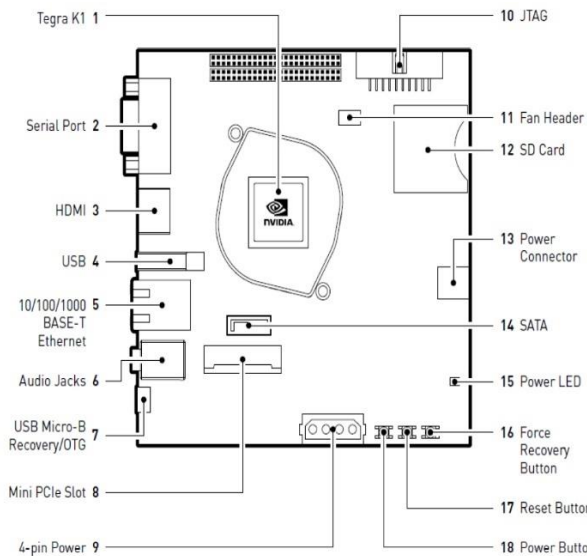 Tegra K1 1
Serial Port 2
HDMI 3
USB 4
10/100/1000 5
BASE-T
Ethernet
Audio Jacks 6
USB Micro-B
Recovery/OTG 7
Mini PCIe Slot 8
4-pin Power 9
NVIDIA
10 JTAG
11 Fan Header
12 SD Card
13 Power
Connector
14 SATA
15 Power LED
16 Force
Recovery
Button
17 Reset Button
18 Power Butto